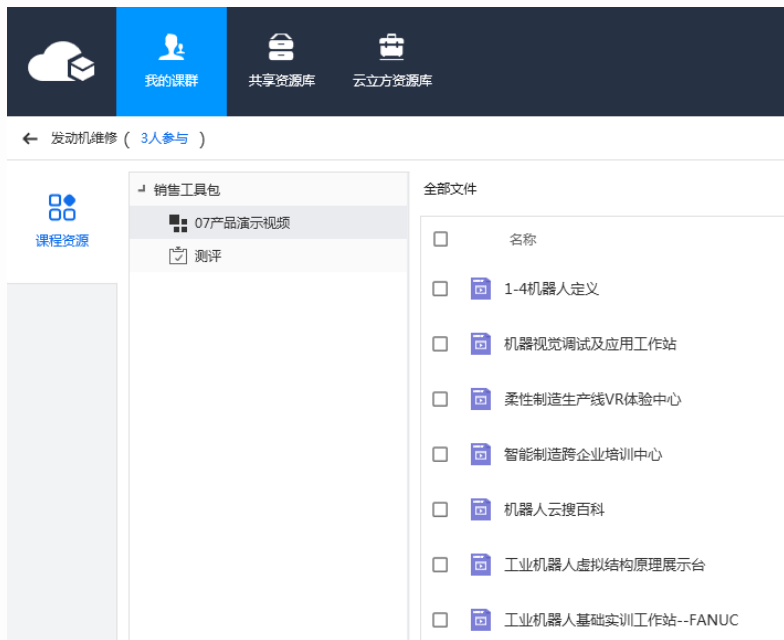 我的课群
共享资源库
云立方资源库
发动机维修 ( 3人参与 )
课程资源
销售工具包
07产品演示视频
测评
全部文件
名称
1-4机器人定义
机器视觉调试及应用工作站
柔性制造生产线VR体验中心
智能制造跨企业培训中心
机器人云搜百科
工业机器人虚拟结构原理展示台
工业机器人基础实训工作站--FANUC